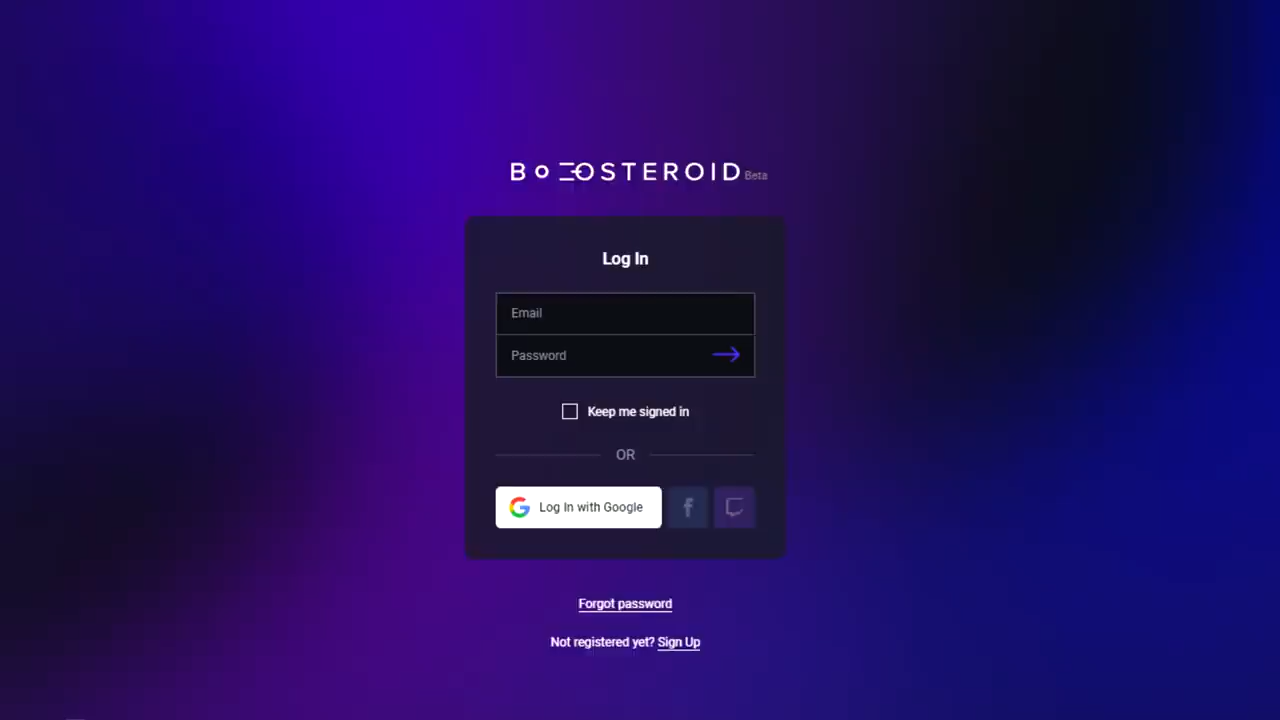 BOOSTEROID Beta
Log In
Email
Password
Keep me signed in
OR
Log In with Google
Forgot password
Not registered yet? Sign Up